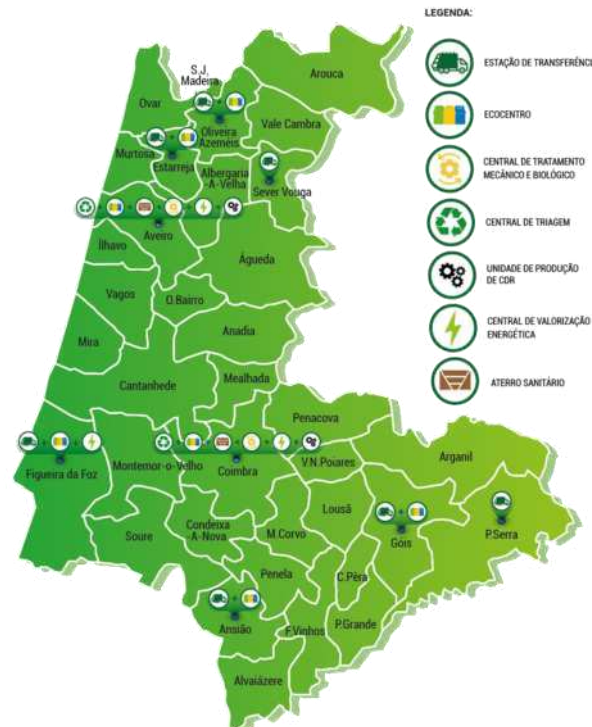 LEGENDA:
ESTAÇÃO DE TRANSFERÊNCI
ECOCENTRO
CENTRAL DE TRATAMENTO
MECÂNICO E BIOLÓGICO
CENTRAL DE TRIAGEM
UNIDADE DE PRODUÇÃO
DE CDR
CENTRAL DE VALORIZAÇÃO
ENERGÉTICA
ATERRO SANITÁRIO
S.J.
Madeira
Arouca
Ovar
Oliveira
Azeméis
Vale Cambra
Murtosa
Estarreja
Albergaria
-A-Velha
Sever Vouga
Aveiro
Ílhavo
Águeda
Vagos
O.Bairro
Anadia
Mira
Mealhada
Cantanhede
Penacova
Figueira da Foz
Montemor-o-Velho
Coimbra
V.N.Poiares
Arganil
Lousã
Góis
P.Serra
Soure
Condeixa
A-Nova
M.Corvo
Penela
C.Pèra
Ansião
F.Vinhos
P.Grande
Alvaiázere